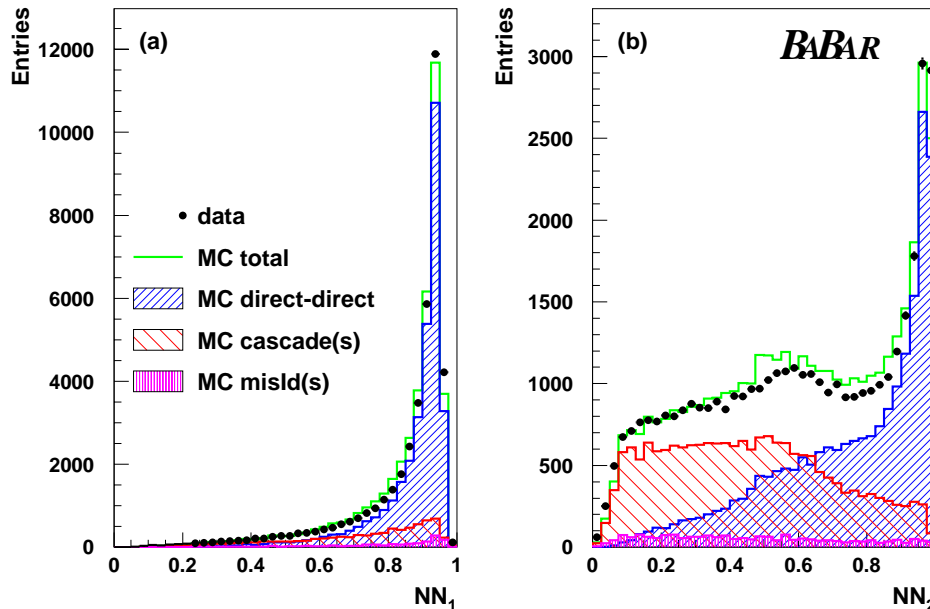 Entries
(a)
12000
10000
8000
6000
4000
2000
0
data
MC total
MC direct-direct
MC cascade(s)
MC misId(s)
0 0.2 0.4 0.6 0.8 1
NN1
Entries
(b)
BABAR
3000
2500
2000
1500
1000
500
0
0 0.2 0.4 0.6 0.8